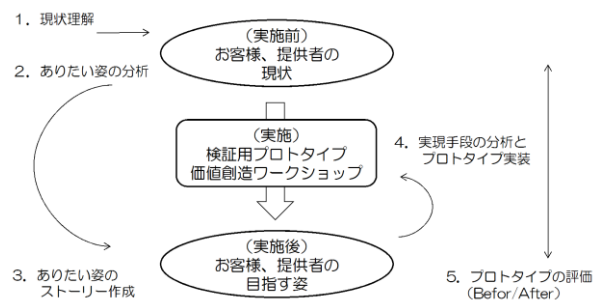 1．現状理解
（実施前）
お客様、提供者の
現状
2．ありたい姿の分析
（実施）
検証用プロトタイプ
価値創造ワークショップ
4．実現手段の分析と
プロトタイプ実装
（実施後）
お客様、提供者の
目指す姿
3．ありたい姿の
ストーリー作成
5．プロトタイプの評価
（Befor/After）